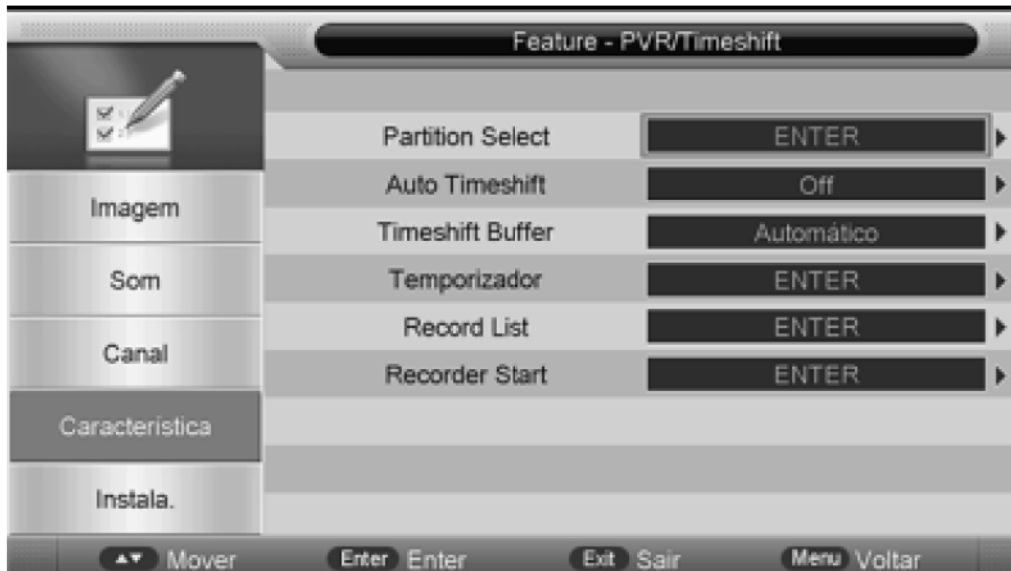 Feature - PVR/Timeshift
Partition Select ENTER
Auto Timeshift Off
Timeshift Buffer Automático
Temporizador ENTER
Record List ENTER
Recorder Start ENTER
Imagem
Som
Canal
Característica
Instala.
Mover Enter Enter Exit Sair Menu Voltar